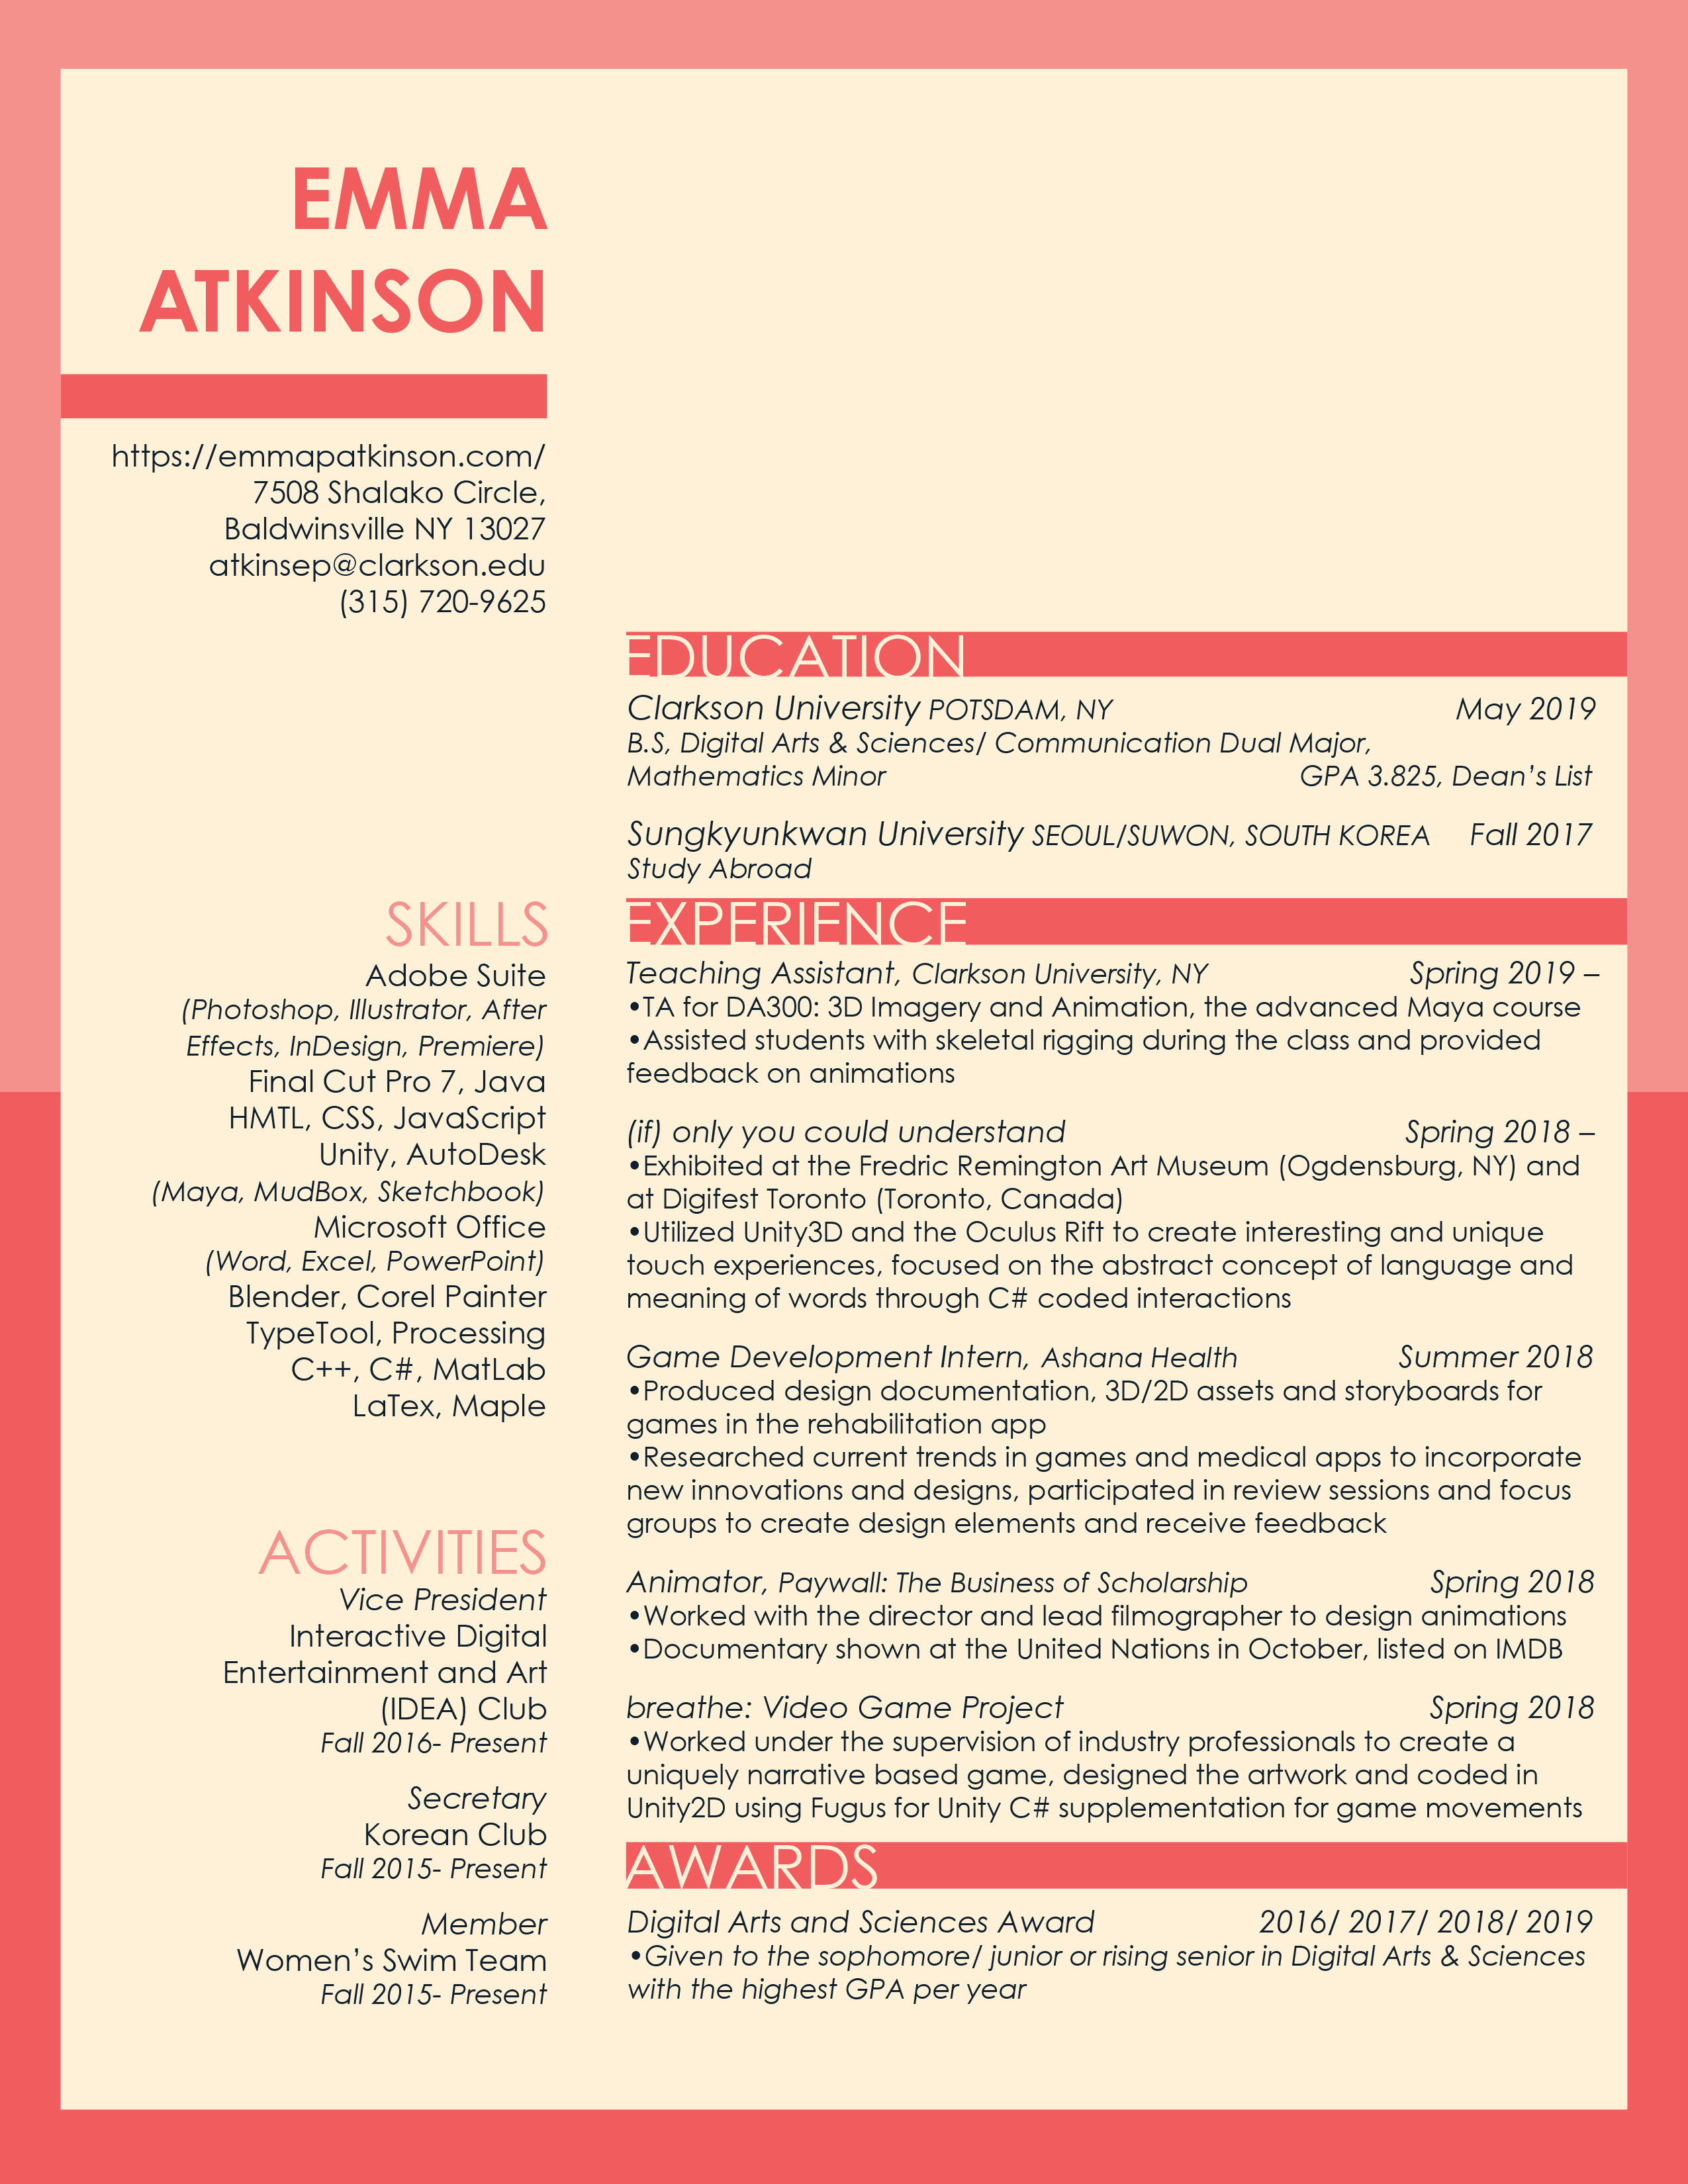 EMMA
ATKINSON
https://emmapatkinson.com/
7508 Shalako Circle,
Baldwinsville NY 13027
atkinsep@clarkson.edu
(315) 720-9625
SKILLS
Adobe Suite
(Photoshop, Illustrator, After
Effects, InDesign, Premiere)
Final Cut Pro 7, Java
HMTL, CSS, JavaScript
Unity, AutoDesk
(Maya, MudBox, Sketchbook)
Microsoft Office
(Word, Excel, PowerPoint)
Blender, Corel Painter
TypeTool, Processing
C++, C#, MatLab
LaTex, Maple
ACTIVITIES
Vice President
Interactive Digital
Entertainment and Art
(IDEA) Club
Fall 2016- Present
Secretary
Korean Club
Fall 2015- Present
Member
Women's Swim Team
Fall 2015- Present
EDUCATION
Clarkson University POTSDAM, NY May 2019
B.S, Digital Arts & Sciences/ Communication Dual Major,
Mathematics Minor GPA 3.825, Dean's List
Sungkyunkwan University SEOUL/SUWON, SOUTH KOREA Fall 2017
Study Abroad
EXPERIENCE
Teaching Assistant, Clarkson University, NY Spring 2019 –
•TA for DA300: 3D Imagery and Animation, the advanced Maya course
•Assisted students with skeletal rigging during the class and provided
feedback on animations
(if) only you could understand Spring 2018 –
•Exhibited at the Fredric Remington Art Museum (Ogdensburg, NY) and
at Digifest Toronto (Toronto, Canada)
•Utilized Unity3D and the Oculus Rift to create interesting and unique
touch experiences, focused on the abstract concept of language and
meaning of words through C# coded interactions
Game Development Intern, Ashana Health Summer 2018
•Produced design documentation, 3D/2D assets and storyboards for
games in the rehabilitation app
•Researched current trends in games and medical apps to incorporate
new innovations and designs, participated in review sessions and focus
groups to create design elements and receive feedback
Animator, Paywall: The Business of Scholarship Spring 2018
•Worked with the director and lead filmographer to design animations
•Documentary shown at the United Nations in October, listed on IMDB
breathe: Video Game Project Spring 2018
•Worked under the supervision of industry professionals to create a
uniquely narrative based game, designed the artwork and coded in
Unity2D using Fugus for Unity C# supplementation for game movements
AWARDS
Digital Arts and Sciences Award 2016/ 2017/ 2018/ 2019
•Given to the sophomore/ junior or rising senior in Digital Arts & Sciences
with the highest GPA per year